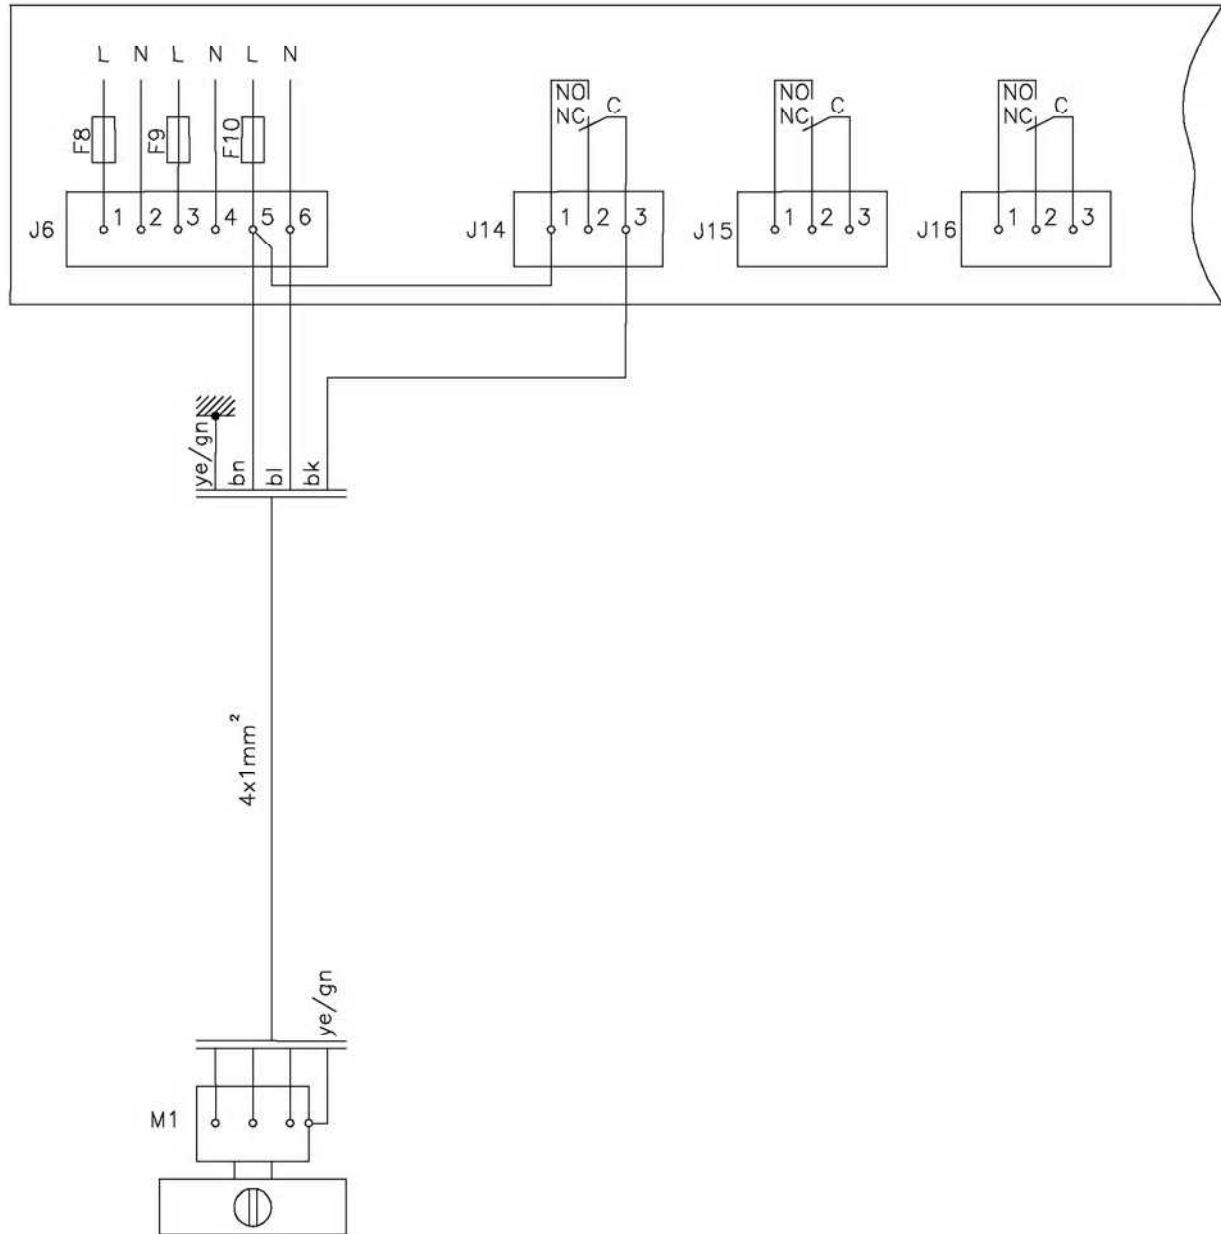 L N L N L N
F8 F9 F10
NO
NC C
NO
NC C
NO
NC C
J6 1 2 3 4 5 6
J14 1 2 3
J15 1 2 3
J16 1 2 3
ye/gn
bn
bl
bk
4x1mm²
ye/gn
M1